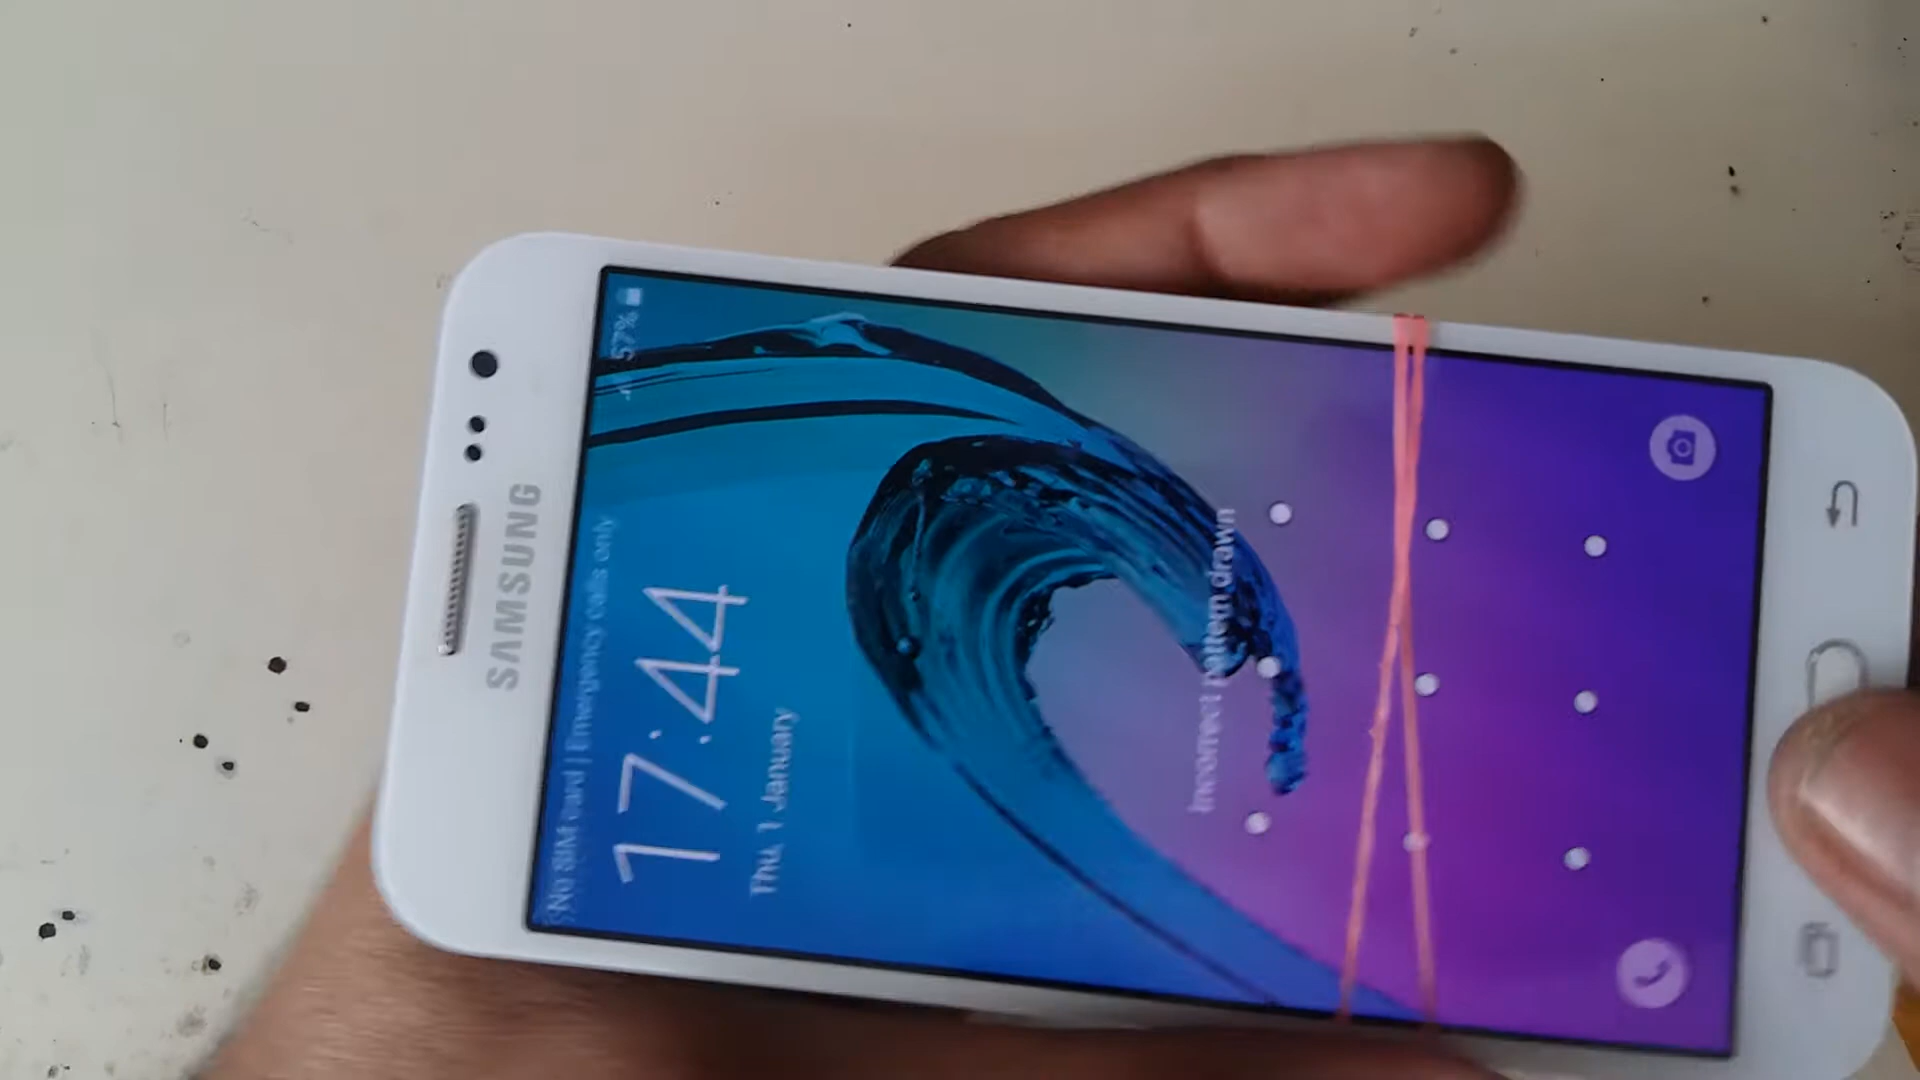 SAMSUNG
No SIM card | Emergency calls only
57%
17:44
Thu, 1 January
Incorrect pattern drawn